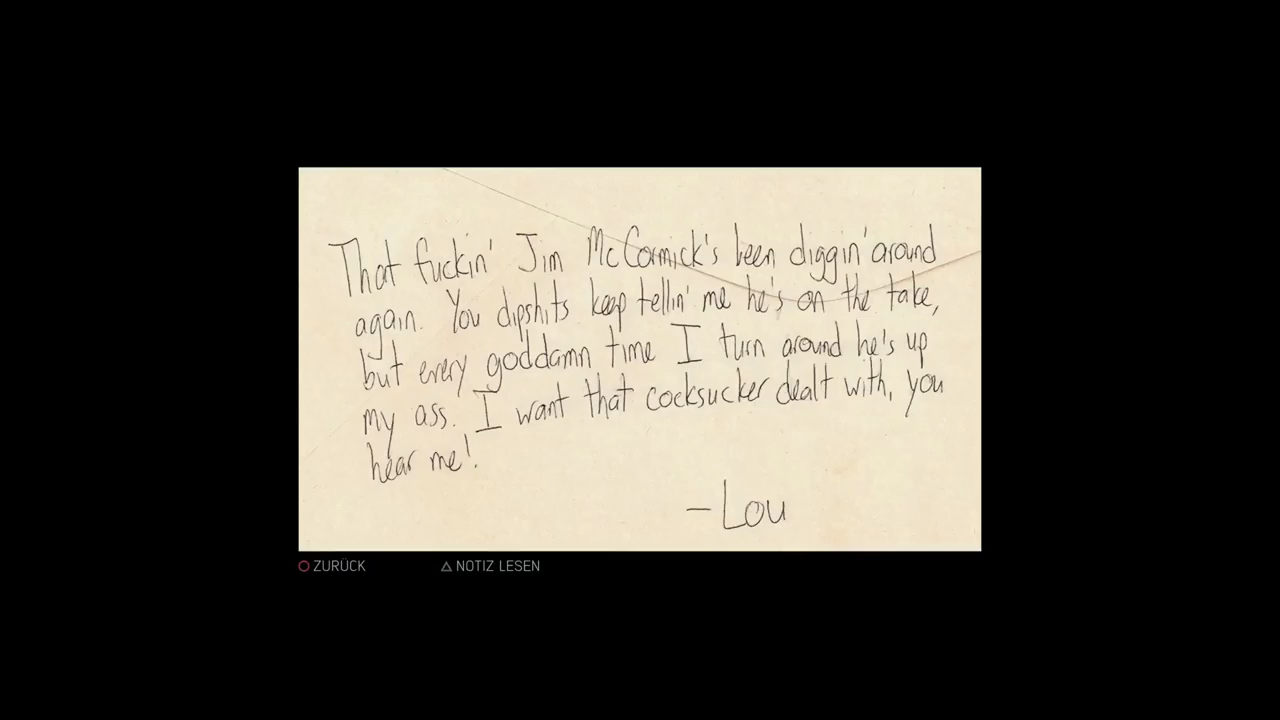 That fuckin' Jim McCormick's been diggin' around
again. You dipshits keep tellin' me he's on the take,
but every goddamn time I turn around he's up
my ass. I want that cocksucker dealt with, you
hear me!
- Lou
ZURÜCK NOTIZ LESEN